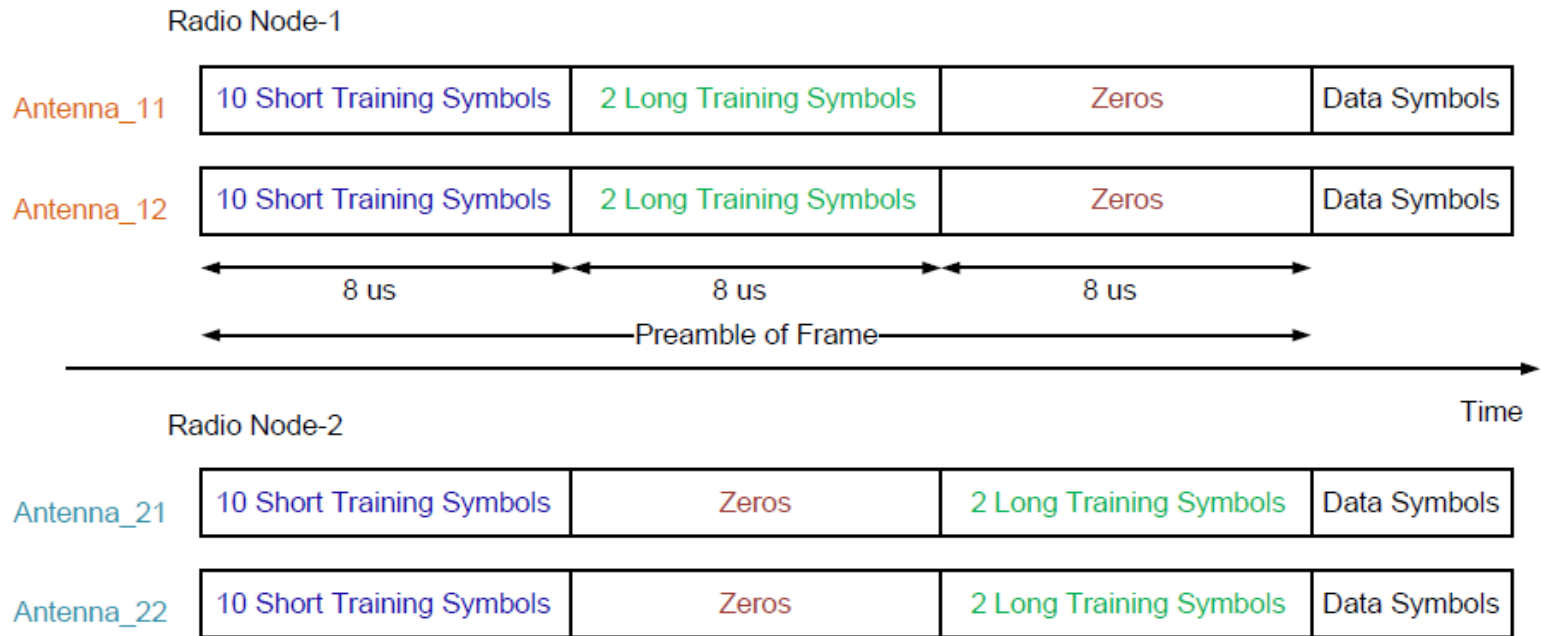 Radio Node-1
Antenna_11 10 Short Training Symbols 2 Long Training Symbols Zeros Data Symbols
Antenna_12 10 Short Training Symbols 2 Long Training Symbols Zeros Data Symbols
8 us 8 us 8 us
Preamble of Frame
Time
Radio Node-2
Antenna_21 10 Short Training Symbols Zeros 2 Long Training Symbols Data Symbols
Antenna_22 10 Short Training Symbols Zeros 2 Long Training Symbols Data Symbols